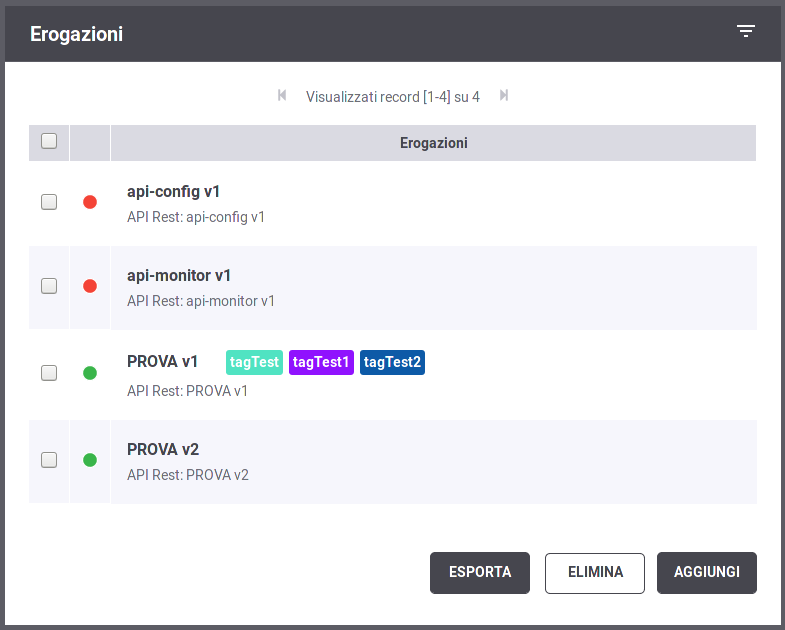 Erogazioni
Visualizzati record [1-4] su 4
Erogazioni
api-config v1
API Rest: api-config v1
api-monitor v1
API Rest: api-monitor v1
PROVA v1 tagTest tagTest1 tagTest2
API Rest: PROVA v1
PROVA v2
API Rest: PROVA v2
ESPORTA ELIMINA AGGIUNGI